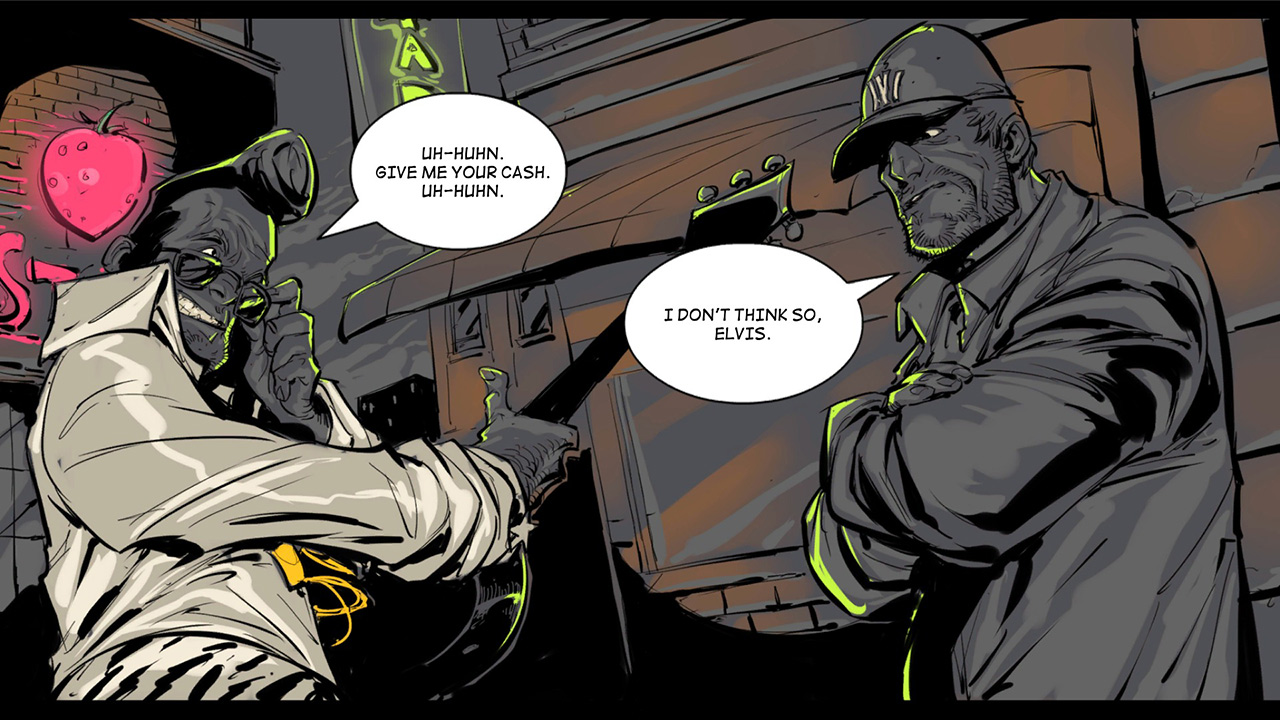 UH-HUHN.
GIVE ME YOUR CASH.
UH-HUHN.
I DON'T THINK SO,
ELVIS.